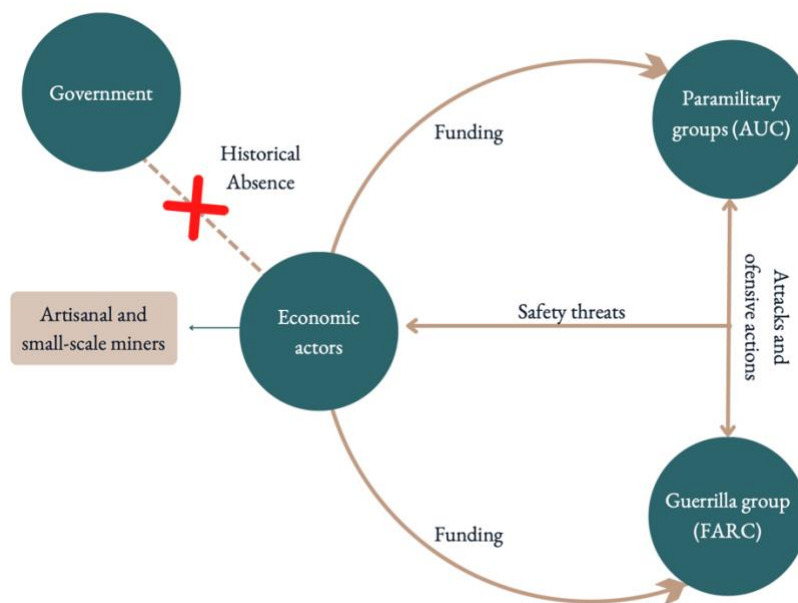 Government
Historical
Absence
Funding
Paramilitary
groups (AUC)
Artisanal and
small-scale miners
Economic
actors
Safety threats
Attacks and
ofensive actions
Funding
Guerrilla group
(FARC)